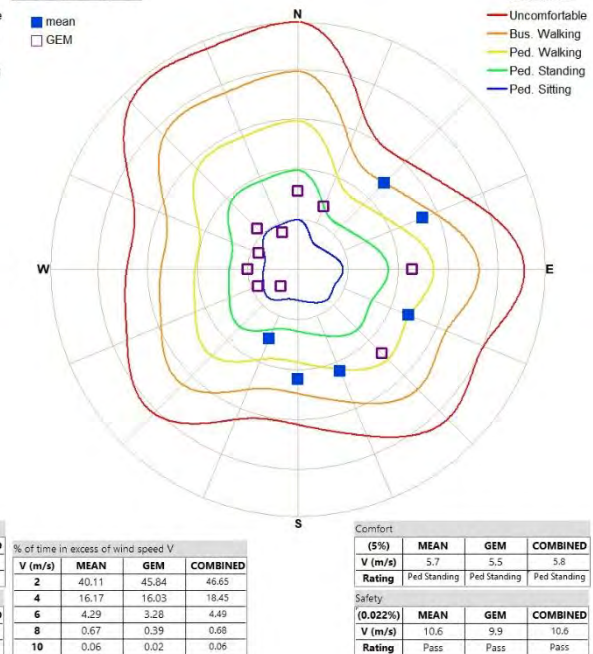 mean
GEM
N
Uncomfortable
Bus. Walking
Ped. Walking
Ped. Standing
Ped. Sitting
W
E
S
% of time in excess of wind speed V
V (m/s) MEAN GEM COMBINED
2 40.11 45.84 46.65
4 16.17 16.03 18.45
6 4.29 3.28 4.49
8 0.67 0.39 0.68
10 0.06 0.02 0.06
Comfort
(5%) MEAN GEM COMBINED
V (m/s) 5.7 5.5 5.8
Rating Ped Standing Ped Standing Ped Standing
Safety
(0.022%) MEAN GEM COMBINED
V (m/s) 10.6 9.9 10.6
Rating Pass Pass Pass